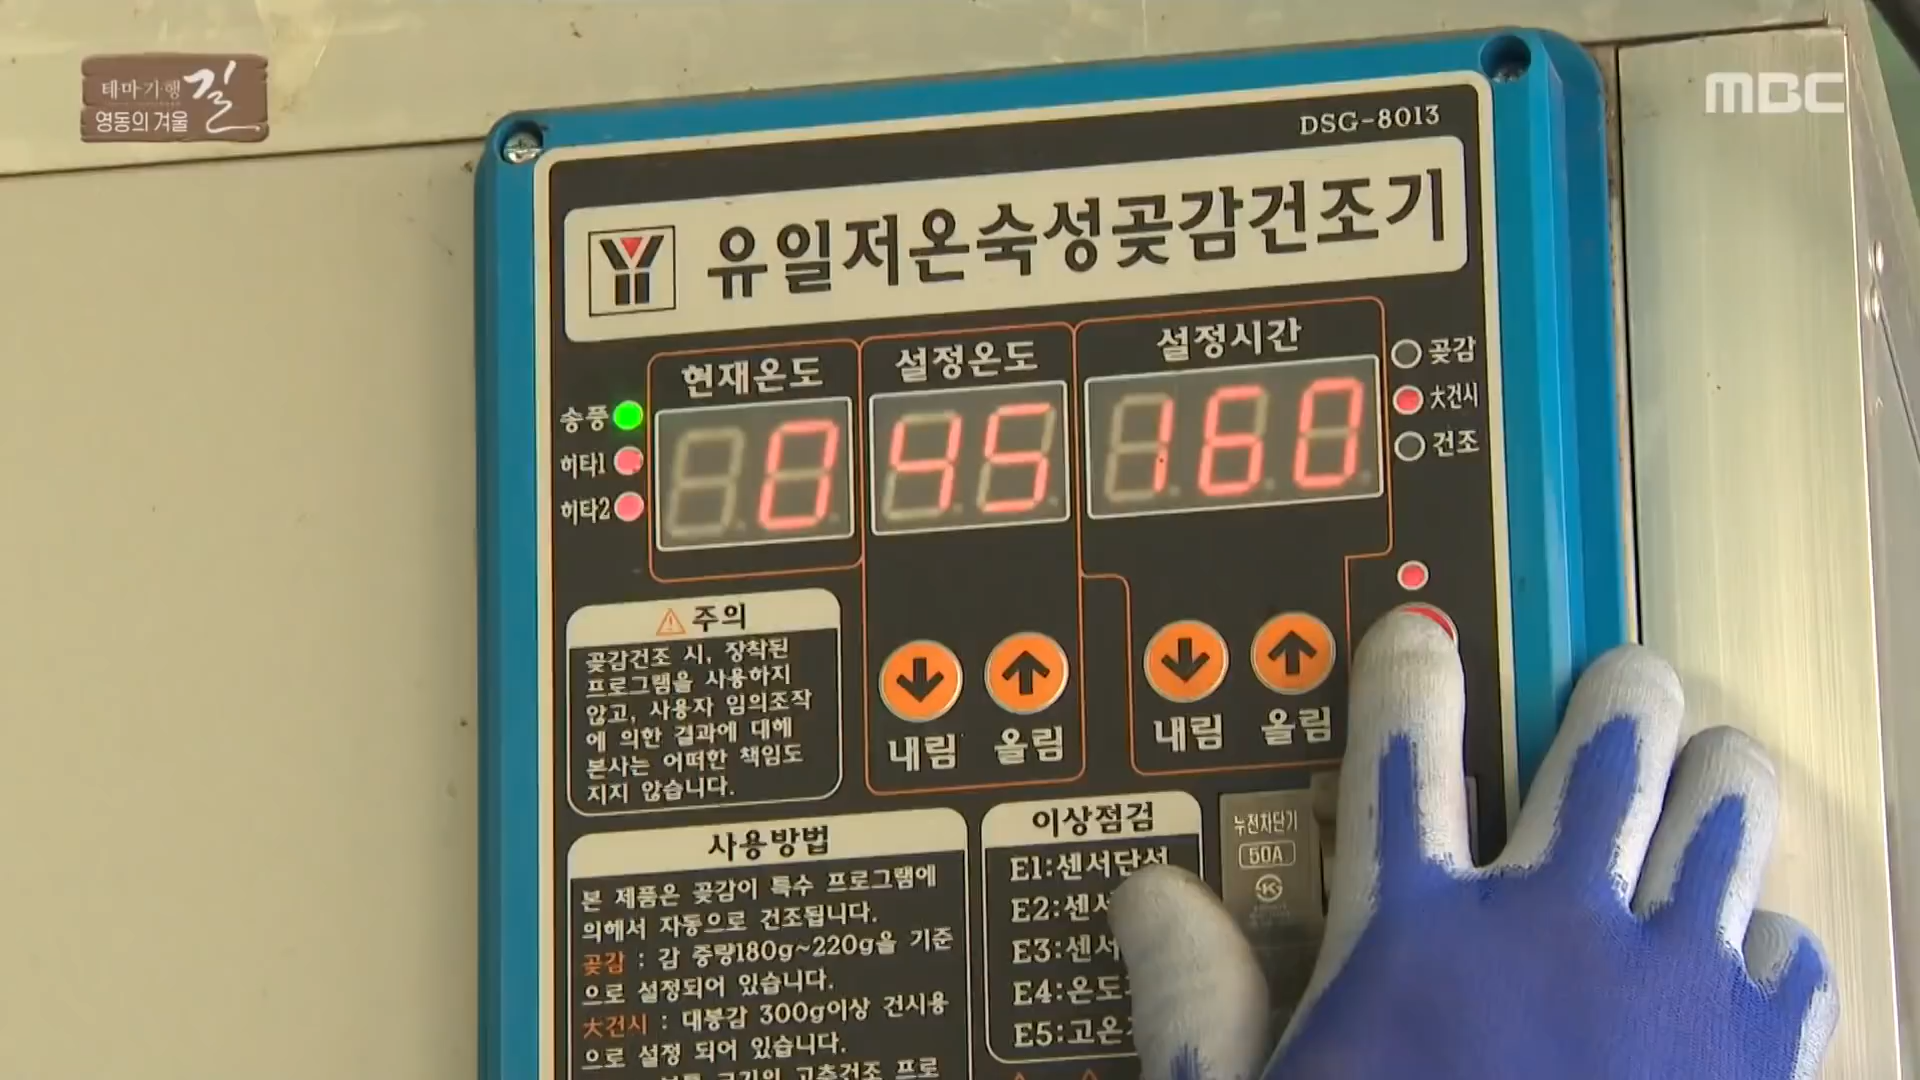 테마기행 길
영동의 겨울
MBC
DSG-8013
유일저온숙성곶감건조기
현재온도
설정온도
설정시간
송풍
히타1
히타2
0
45
160
곶감
大건시
건조
주의
곶감건조 시, 장착된
프로그램을 사용하지
않고, 사용자 임의조작
에 의한 결과에 대해
본사는 어떠한 책임도
지지 않습니다.
내림
올림
내림
올림
사용방법
본 제품은 곶감이 특수 프로그램에
의해서 자동으로 건조됩니다.
곶감 : 감 중량180g~220g을 기준
으로 설정되어 있습니다.
大건시 : 대봉감 300g이상 건시용
으로 설정 되어 있습니다.
크기의 고추건조 프로
이상점검
E1:센서단선
E2:센서
E3:센서
E4:온도
E5:고온
누전차단기
50A